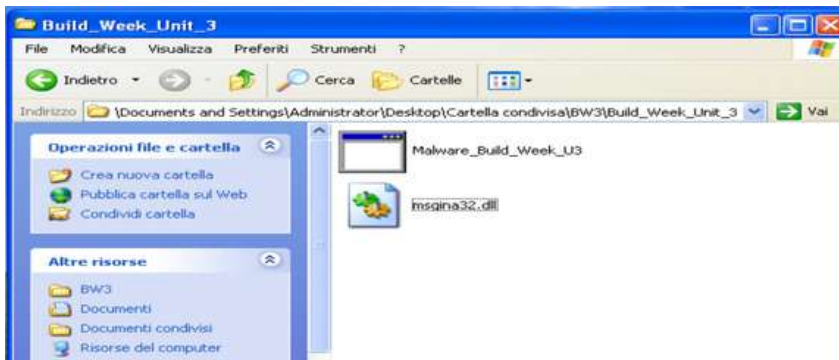 Build_Week_Unit_3
File Modifica Visualizza Preferiti Strumenti ?
Indietro Cerca Cartelle
Indirizzo \Documents and Settings\Administrator\Desktop\Cartella condivisa\BW3\Build_Week_Unit_3 Vai
Operazioni file e cartella
Crea nuova cartella
Pubblica cartella sul Web
Condividi cartella
Altre risorse
BW3
Documenti
Documenti condivisi
Risorse del computer
Malware_Build_Week_U3
msgina32.dll